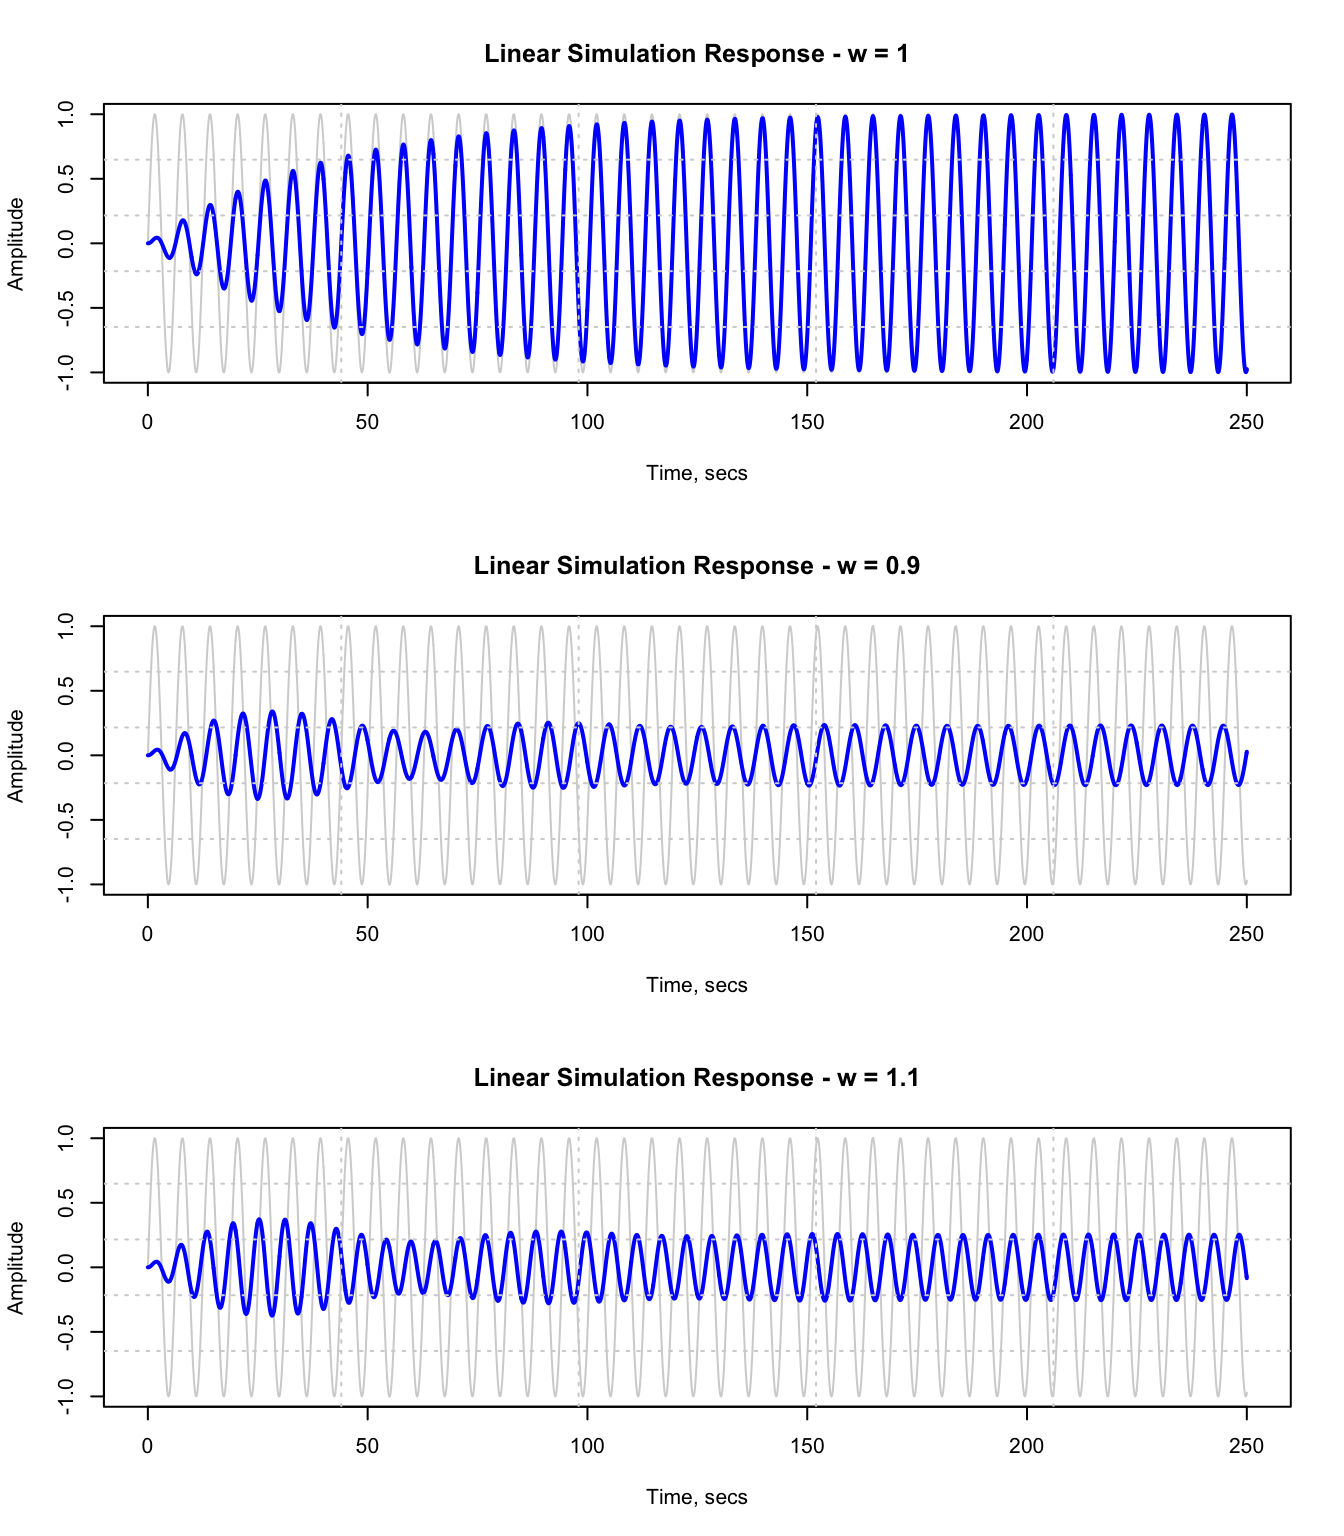 Linear Simulation Response - w = 1
1.0
0.5
0.0
-0.5
-1.0
Amplitude
0 50 100 150 200 250
Time, secs
Linear Simulation Response - w = 0.9
1.0
0.5
0.0
-0.5
-1.0
Amplitude
0 50 100 150 200 250
Time, secs
Linear Simulation Response - w = 1.1
1.0
0.5
0.0
-0.5
-1.0
Amplitude
0 50 100 150 200 250
Time, secs